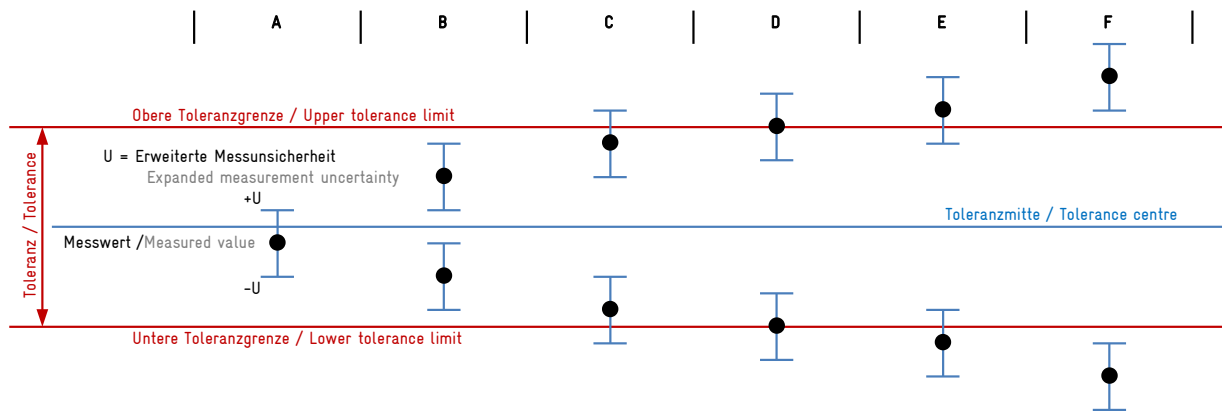 A B C D E F
Obere Toleranzgrenze / Upper tolerance limit
U = Erweiterte Messunsicherheit
Expanded measurement uncertainty
+U
Toleranzmitte / Tolerance centre
Toleranz / Tolerance
Messwert /Measured value
-U
Untere Toleranzgrenze / Lower tolerance limit